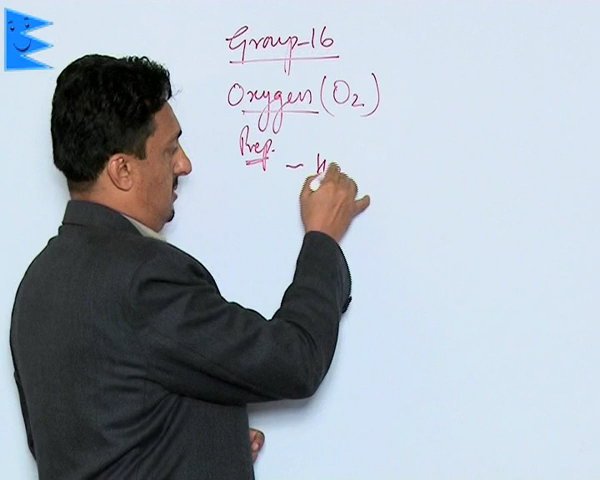 Group-16
Oxygen (O2)
Prep.
~ H